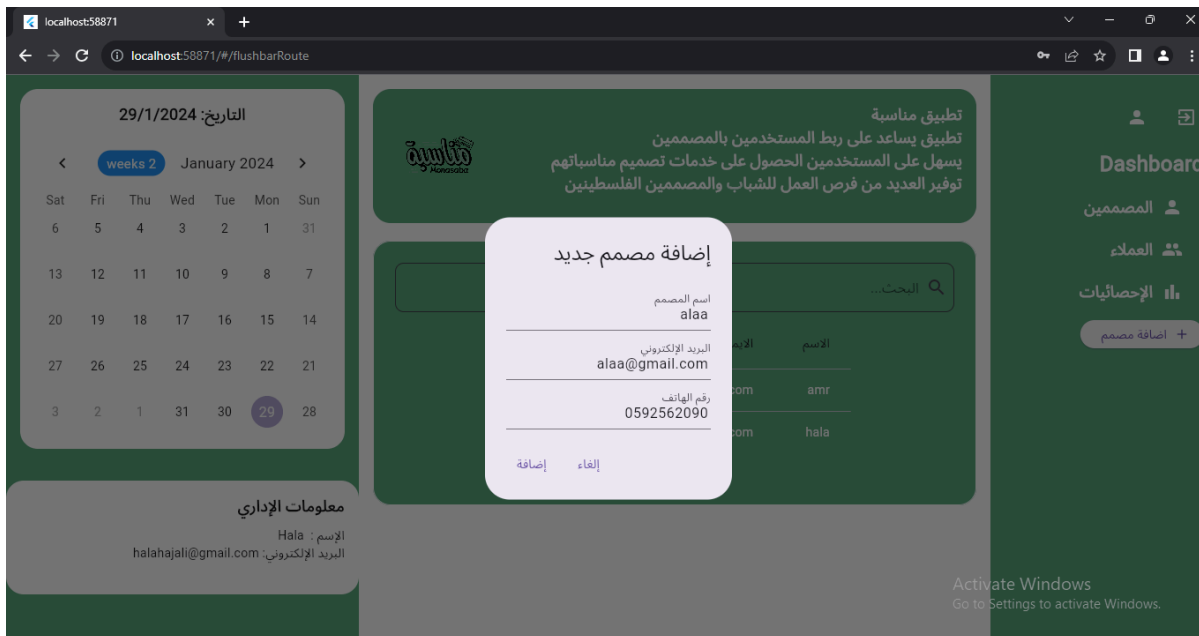 localhost:58871
localhost:58871/#/flushbarRoute
Dashboard
المصممين
العملاء
الإحصائيات
+ اضافة مصمم
تطبيق مناسبة
تطبيق يساعد على ربط المستخدمين بالمصممين
يسهل على المستخدمين الحصول على خدمات تصميم مناسباتهم
توفير العديد من فرص العمل للشباب والمصممين الفلسطينين
مناسبة
Monasaba
البحث...
الاسم
amr
com
hala
com
إضافة مصمم جديد
اسم المصمم
alaa
البريد الإلكتروني
alaa@gmail.com
رقم الهاتف
0592562090
إلغاء إضافة
التاريخ: 29/1/2024
weeks 2 January 2024
Sat Fri Thu Wed Tue Mon Sun
6 5 4 3 2 1 31
13 12 11 10 9 8 7
20 19 18 17 16 15 14
27 26 25 24 23 22 21
3 2 1 31 30 29 28
معلومات الإداري
الإسم : Hala
البريد الإلكتروني: halahajali@gmail.com
Activate Windows
Go to Settings to activate Windows.